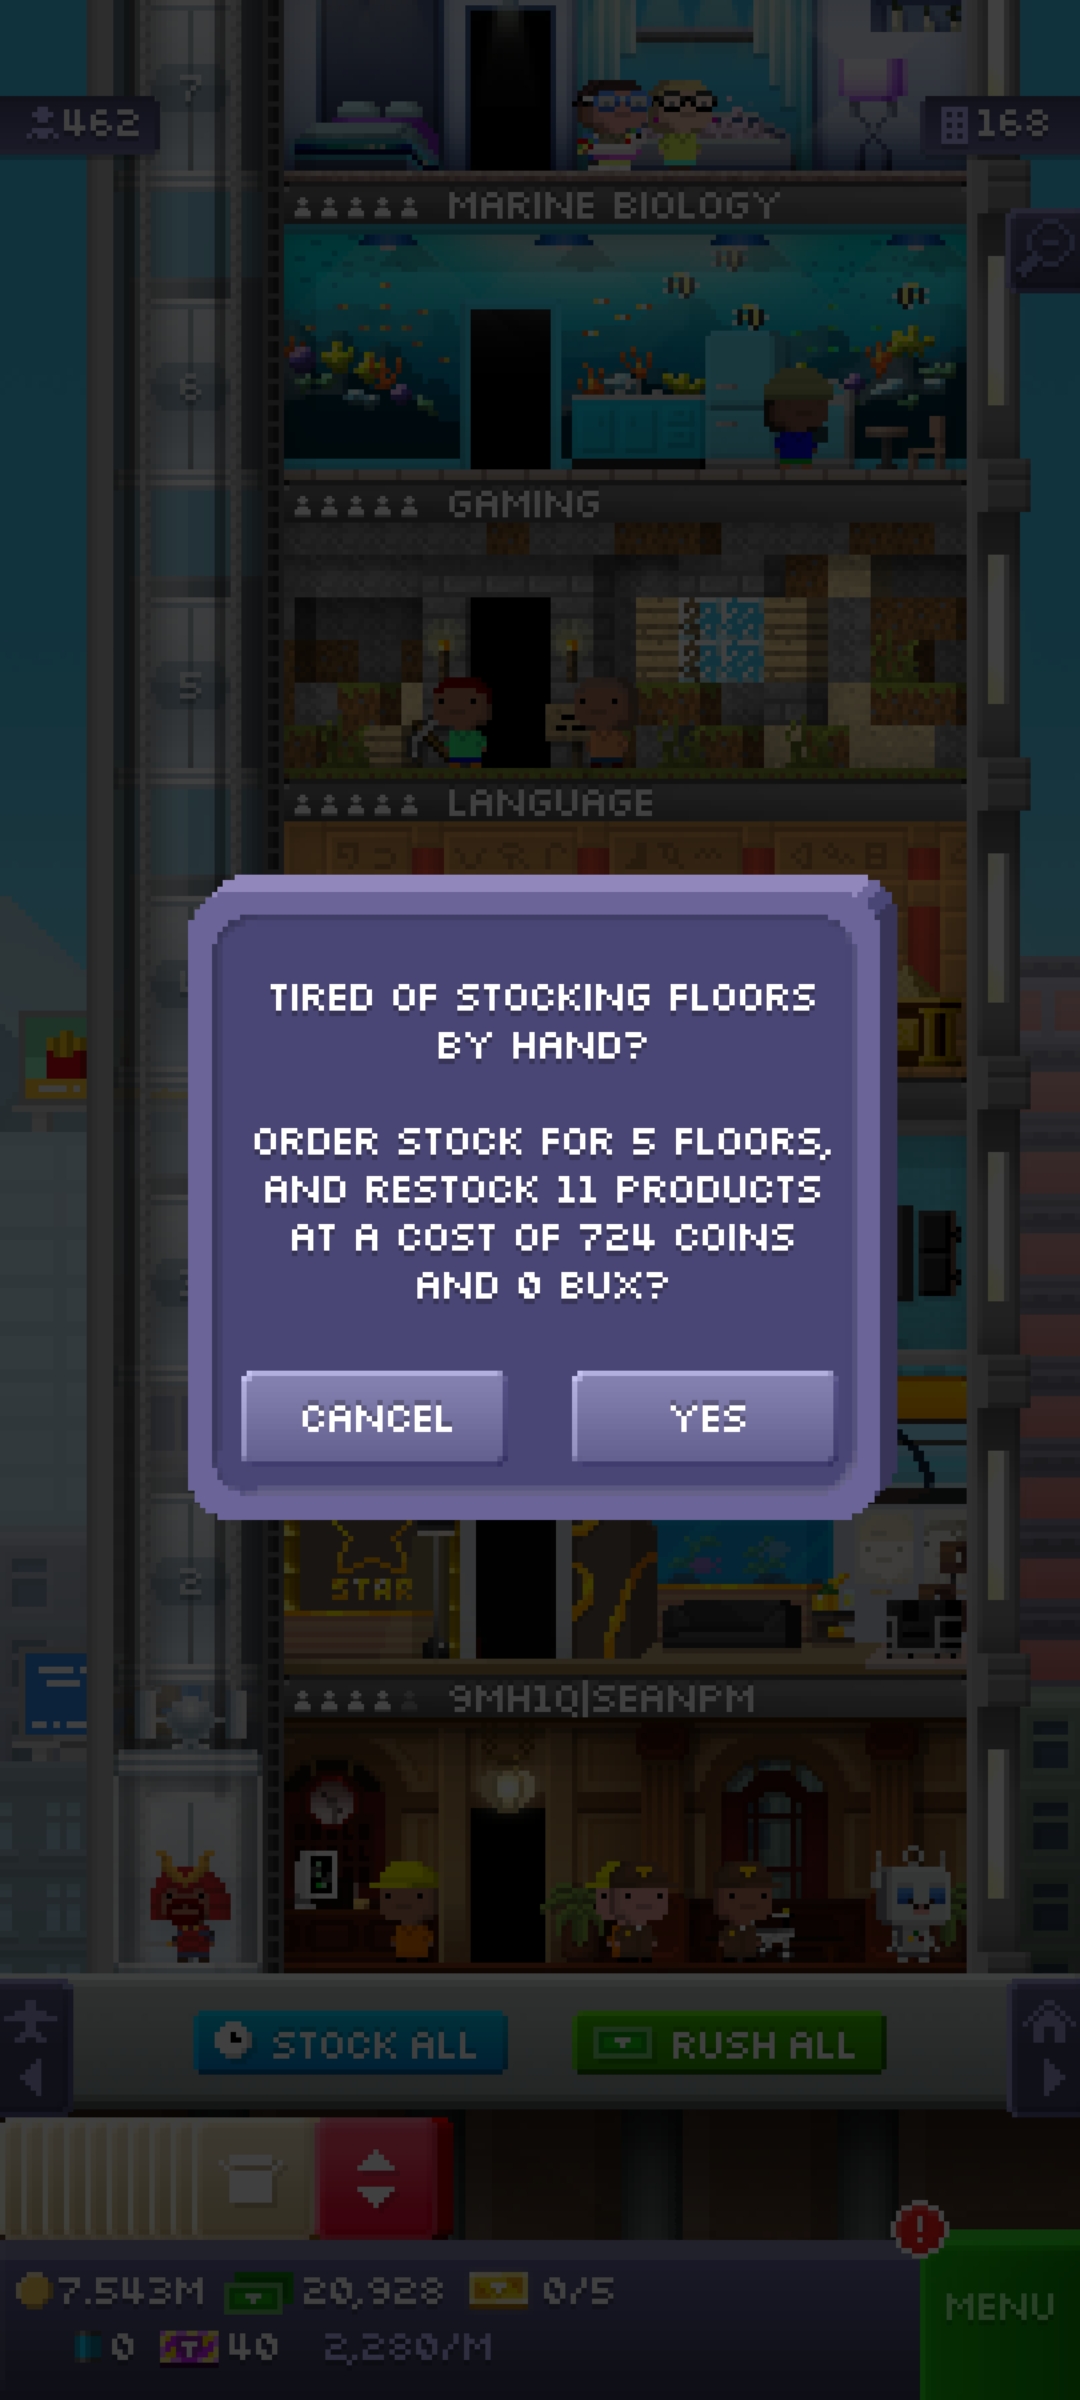 7
462
168
MARINE BIOLOGY
6
GAMING
5
LANGUAGE
TIRED OF STOCKING FLOORS
BY HAND?
ORDER STOCK FOR 5 FLOORS,
AND RESTOCK 11 PRODUCTS
AT A COST OF 724 COINS
AND 0 BUX?
CANCEL
YES
STAR
2
9MH1Q|SEANPM
STOCK ALL
RUSH ALL
7.543M
20,928
0/5
0
40
2,280/M
MENU